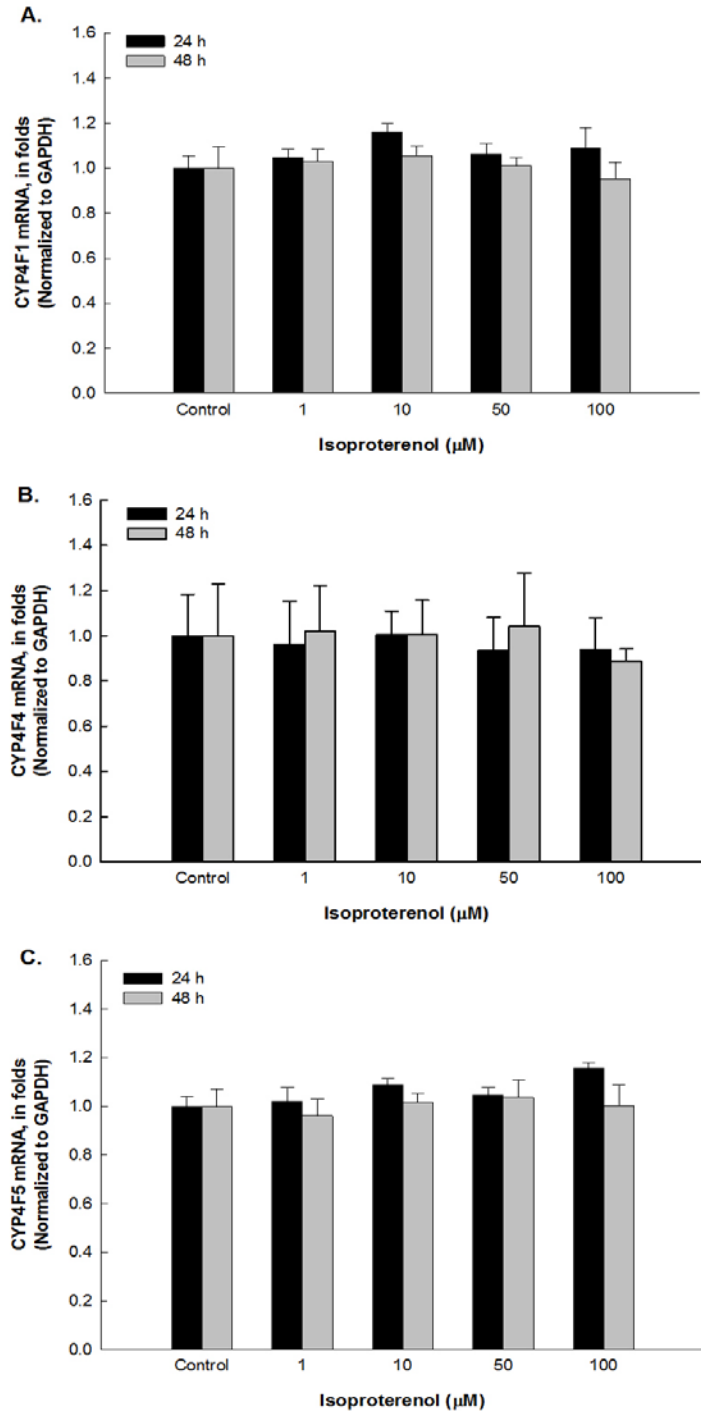 A.
24 h
48 h
CYP4F1 mRNA, in folds
(Normalized to GAPDH)
1.6
1.4
1.2
1.0
0.8
0.6
0.4
0.2
0.0
Control 1 10 50 100
Isoproterenol (μM)
B.
24 h
48 h
CYP4F4 mRNA, in folds
(Normalized to GAPDH)
1.6
1.4
1.2
1.0
0.8
0.6
0.4
0.2
0.0
Control 1 10 50 100
Isoproterenol (μM)
C.
24 h
48 h
CYP4F5 mRNA, in folds
(Normalized to GAPDH)
1.6
1.4
1.2
1.0
0.8
0.6
0.4
0.2
0.0
Control 1 10 50 100
Isoproterenol (μM)